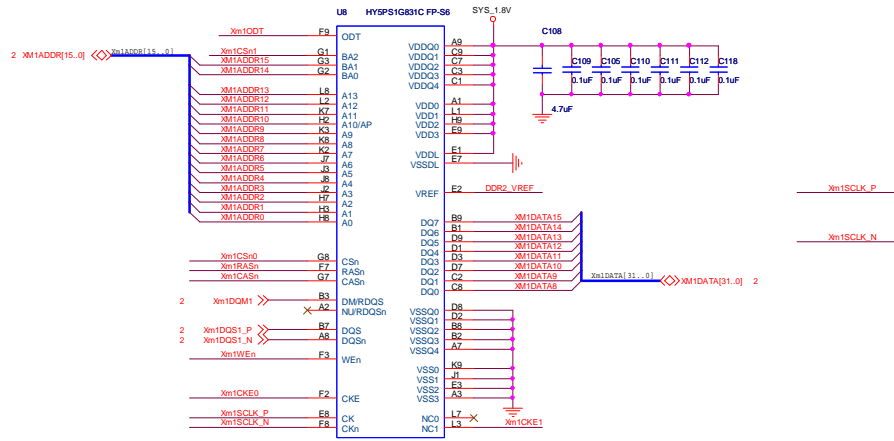 U8 HY5PS1G831C FP-S6 SYS_1.8V
Xm1ODT F9 ODT
2 XM1ADDR[15..0] Xm1ADDR[15..0]
Xm1CSn1 G1 BA2
XM1ADDR15 G3 BA1
XM1ADDR14 G2 BA0
XM1ADDR13 L8 A13
XM1ADDR12 L2 A12
XM1ADDR11 K7 A11
XM1ADDR10 H2 A10/AP
XM1ADDR9 K3 A9
XM1ADDR8 K8 A8
XM1ADDR7 K2 A7
XM1ADDR6 J7 A6
XM1ADDR5 J3 A5
XM1ADDR4 J8 A4
XM1ADDR3 J2 A3
XM1ADDR2 H7 A2
XM1ADDR1 H3 A1
XM1ADDR0 H8 A0
Xm1CSn0 G8 CSn
Xm1RASn F7 RASn
Xm1CASn G7 CASn
2 Xm1DQM1 B3 DM/RDQS
A2 NU/RDQSn
2 Xm1DQS1_P B7 DQS
2 Xm1DQS1_N A8 DQSn
Xm1WEn F3 WEn
Xm1CKE0 F2 CKE
Xm1SCLK_P E8 CK
Xm1SCLK_N F8 CKn
VDDQ0 A9
VDDQ1 C9
VDDQ2 C7
VDDQ3 C3
VDDQ4 C1
VDD0 A1
VDD1 L1
VDD2 H9
VDD3 E9
VDDL E1
VSSDL E7
VREF E2 DDR2_VREF
DQ7 B9 XM1DATA15
DQ6 B1 XM1DATA14
DQ5 D9 XM1DATA13
DQ4 D1 XM1DATA12
DQ3 D3 XM1DATA11
DQ2 D7 XM1DATA10
DQ1 C2 XM1DATA9
DQ0 C8 XM1DATA8
Xm1DATA[31..0] XM1DATA[31..0] 2
VSSQ0 D8
VSSQ1 D2
VSSQ2 B8
VSSQ3 B2
VSSQ4 A7
VSS0 K9
VSS1 J1
VSS2 E3
VSS3 A3
NC0 L7
NC1 L3 Xm1CKE1
C108
C109 C105 C110 C111 C112 C118
0.1uF 0.1uF 0.1uF 0.1uF 0.1uF 0.1uF
4.7uF
Xm1SCLK_P
Xm1SCLK_N